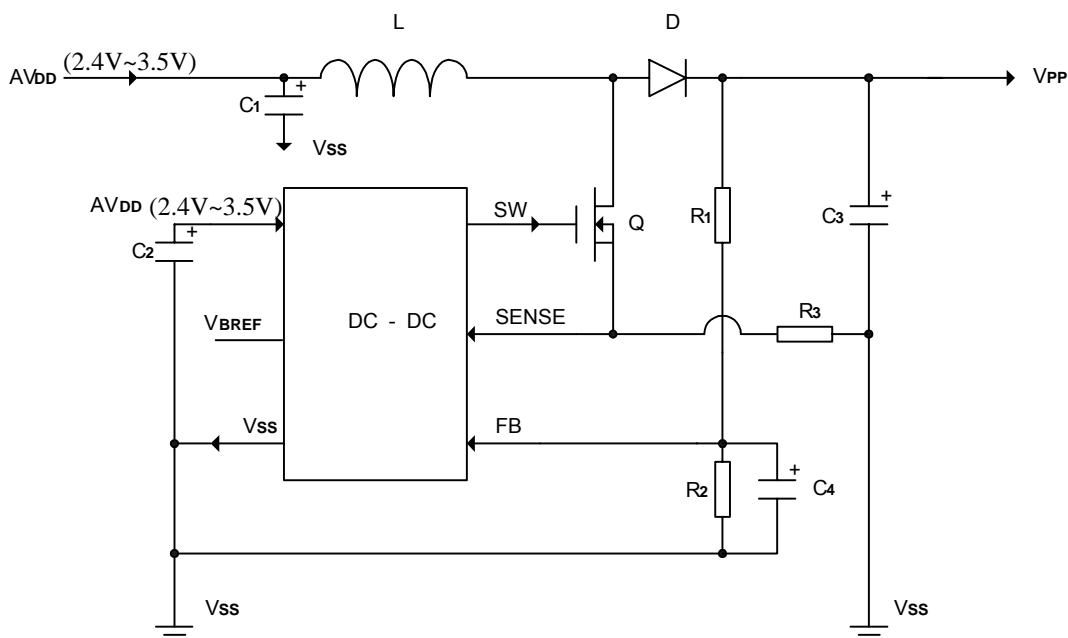 L
D
AVDD (2.4V~3.5V)
VPP
C1
VSS
AVDD (2.4V~3.5V)
SW
Q
R1
C3
C2
DC - DC
SENSE
R3
VBREF
VSS
FB
R2
C4
VSS
VSS